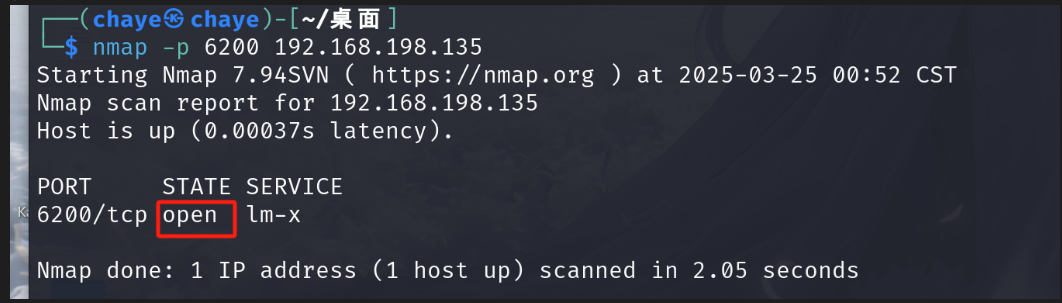 ┌──(chaye㉿chaye)-[~/桌面]
└─$ nmap -p 6200 192.168.198.135
Starting Nmap 7.94SVN ( https://nmap.org ) at 2025-03-25 00:52 CST
Nmap scan report for 192.168.198.135
Host is up (0.00037s latency).
PORT     STATE SERVICE
6200/tcp open  lm-x
Nmap done: 1 IP address (1 host up) scanned in 2.05 seconds